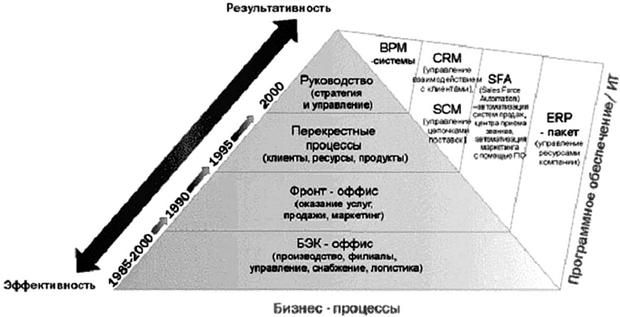 Результативность
BPM
-системы
CRM
(управление
взаимодействием
с клиентами),
SCM
(управление
цепочками
поставок)
SFA
(Sales Force
Automation)
–автоматизация
систем продаж,
центра приема
звонков,
автоматизация
маркетинга
с помощью ПО
ERP
- пакет
(управление
ресурсами
компании)
Программное обеспечение/ ИТ
Руководство
(стратегия
и управление)
Перекрестные
процессы
(клиенты, ресурсы, продукты)
Фронт - оффис
(оказание услуг,
продажи, маркетинг)
БЭК - оффис
(производство, филиалы,
управление, снабжение, логистика)
2000
1995
1990
1985-2000
Эффективность
Бизнес - процессы